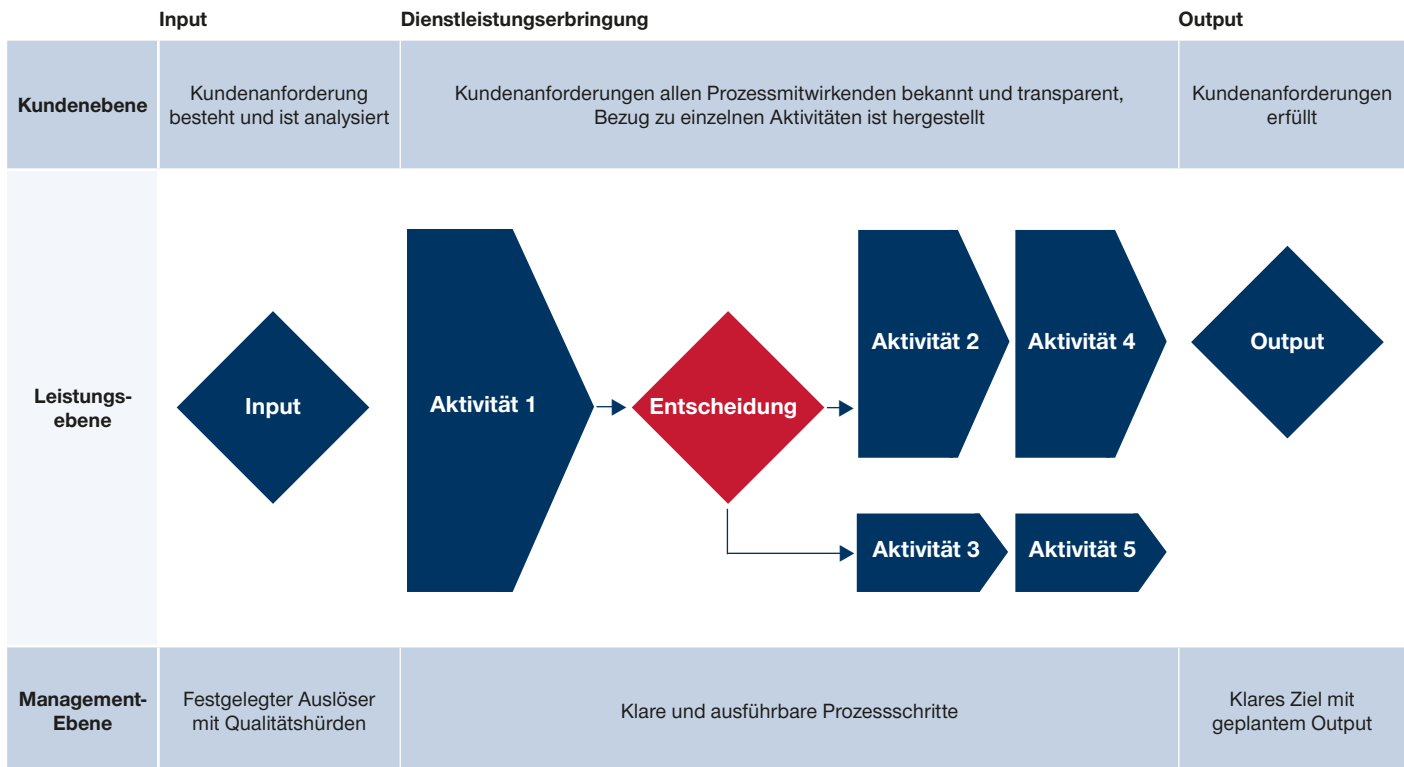 Input
Dienstleistungserbringung
Output
Kundenebene
Kundenanforderung
besteht und ist analysiert
Kundenanforderungen allen Prozessmitwirkenden bekannt und transparent,
Bezug zu einzelnen Aktivitäten ist hergestellt
Kundenanforderungen
erfüllt
Leistungs-
ebene
Input
Aktivität 1
Entscheidung
Aktivität 2
Aktivität 4
Output
Aktivität 3
Aktivität 5
Management-
Ebene
Festgelegter Auslöser
mit Qualitätshürden
Klare und ausführbare Prozessschritte
Klares Ziel mit
geplantem Output